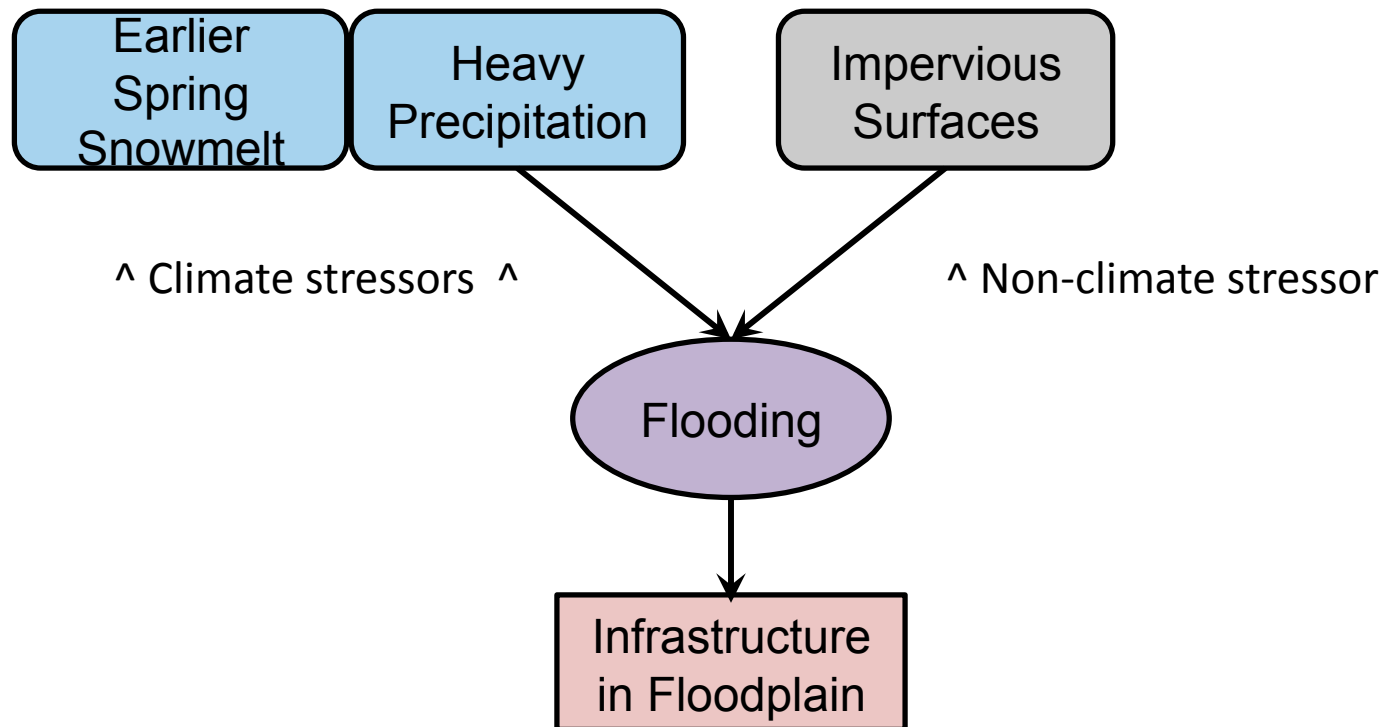 Earlier
Spring
Snowmelt
Heavy
Precipitation
Impervious
Surfaces
^ Climate stressors ^
^ Non-climate stressor
Flooding
Infrastructure
in Floodplain